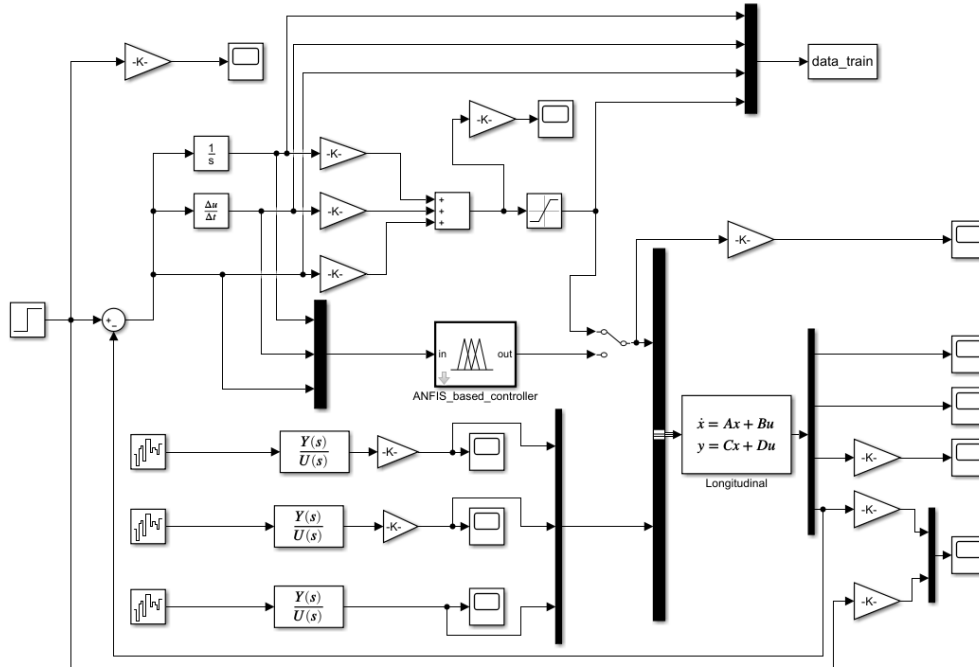 -K-
data_train
-K-
1
s
-K-
Δu
Δt
-K-
+
+
+
-K-
-K-
+
−
in
out
ANFIS_based_controller
ẋ = Ax + Bu
y = Cx + Du
Longitudinal
Y(s)
U(s)
-K-
-K-
Y(s)
U(s)
-K-
-K-
Y(s)
U(s)
-K-